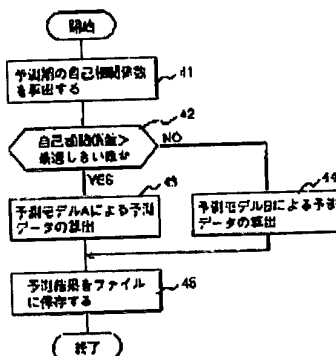 開始
予測期の自己相関係数
を算出する
41
42
自己相関係数>
最適しきい値か
NO
YES
43
予測モデルAによる予測
データの算出
44
予測モデルBによる予測
データの算出
予測結果をファイル
に保存する
45
終了